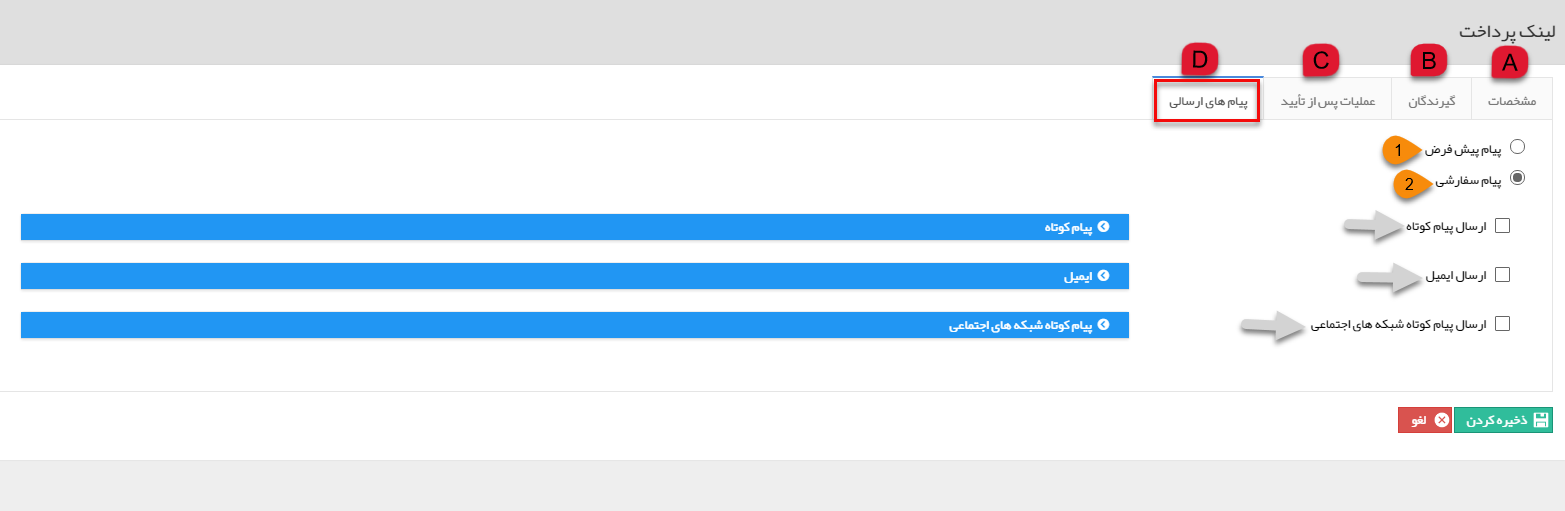 لینک پرداخت
A B C D
مشخصات گیرندگان عملیات پس از تأیید پیام های ارسالی
پیام پیش فرض 1
پیام سفارشی 2
ارسال پیام کوتاه پیام کوتاه
ارسال ایمیل ایمیل
ارسال پیام کوتاه شبکه های اجتماعی پیام کوتاه شبکه های اجتماعی
ذخیره کردن لغو